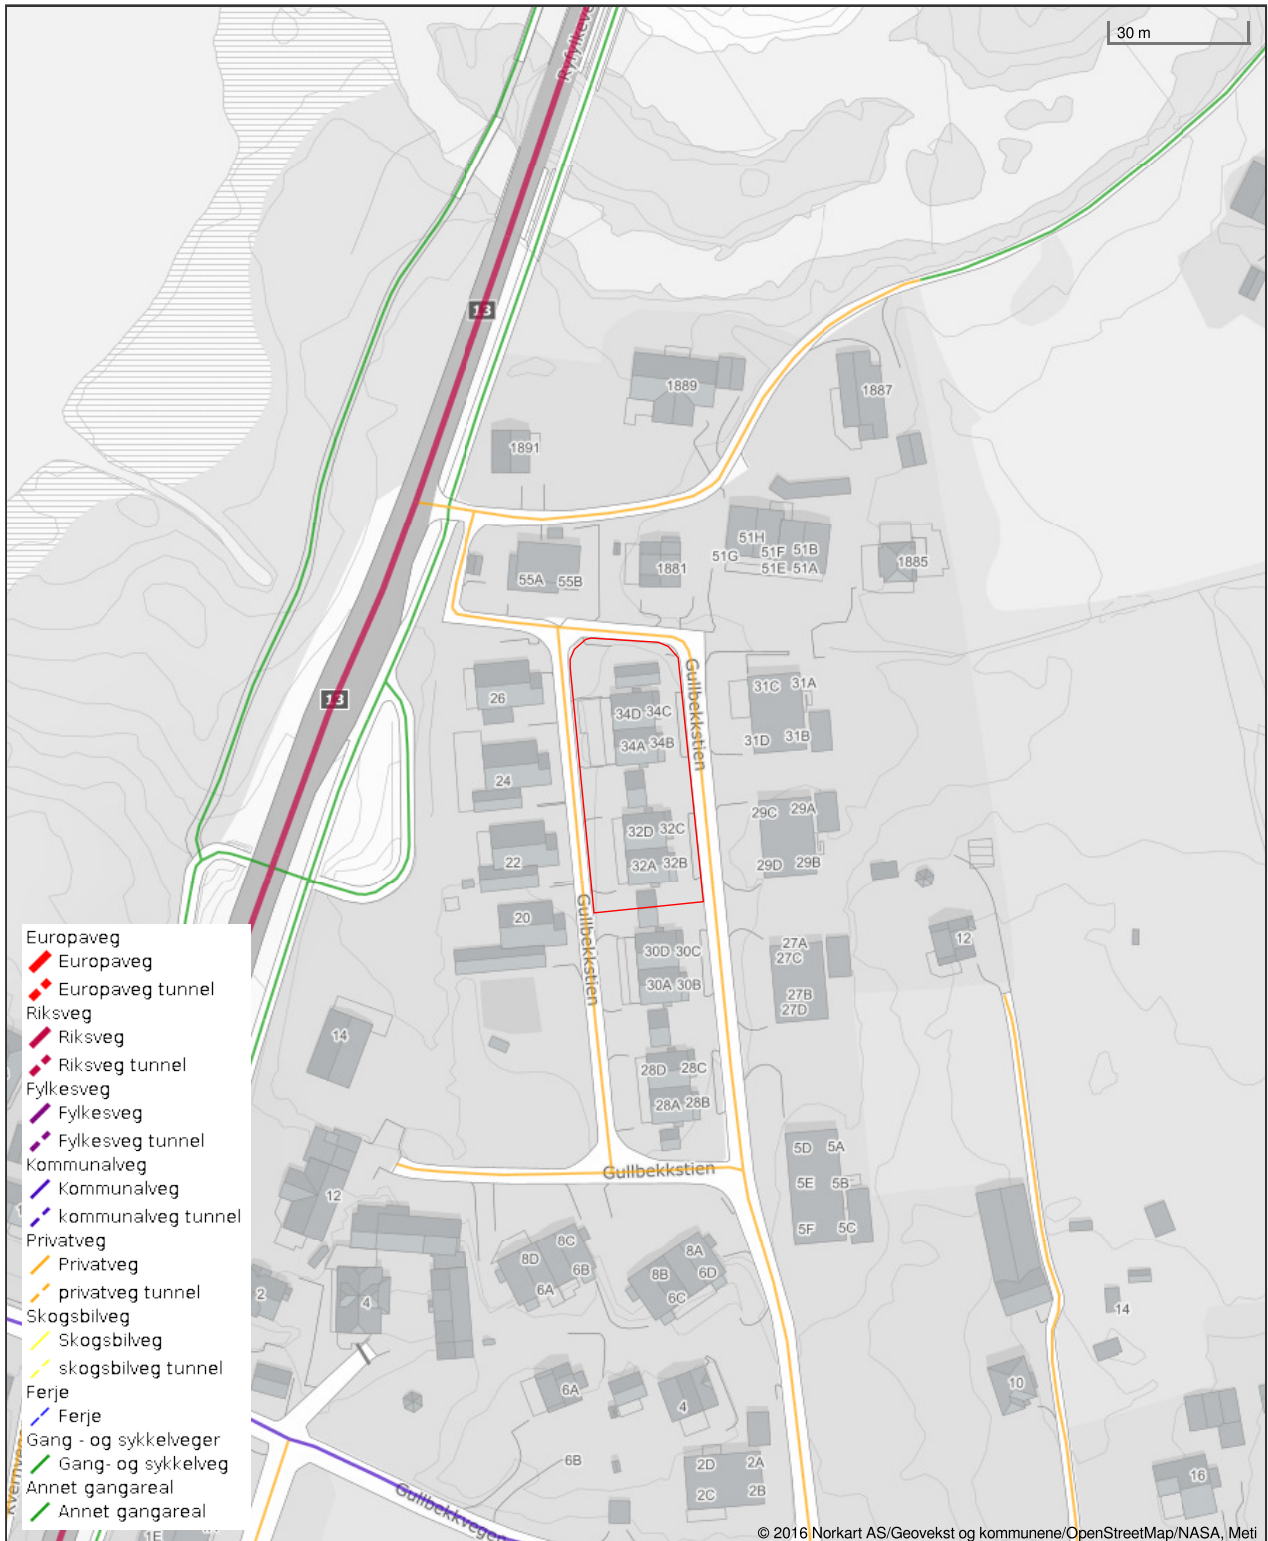 30 m
Ryfylkeve
13
1889
1887
1891
51H
51G
51F
51B
51E
51A
1885
1881
55A
55B
13
26
34D
34C
34A
34B
Gullbekkstien
31C
31A
31D
31B
24
29C
29A
32D
32C
22
32A
32B
29D
29B
Gullbekkstien
20
12
30D
30C
27A
27C
30A
30B
27B
27D
14
28D
28C
28A
28B
5D
5A
Gullbekkstien
5E
5B
12
5F
5C
8C
8D
8A
6B
6D
8B
6A
6C
2
4
14
6A
4
10
6B
2D
2A
2C
2B
16
Gullbekkvegen
Kvernveg
1E
Europaveg
Europaveg
Europaveg tunnel
Riksveg
Riksveg
Riksveg tunnel
Fylkesveg
Fylkesveg
Fylkesveg tunnel
Kommunalveg
Kommunalveg
kommunalveg tunnel
Privatveg
Privatveg
privatveg tunnel
Skogsbilveg
Skogsbilveg
skogsbilveg tunnel
Ferje
Ferje
Gang - og sykkelveger
Gang- og sykkelveg
Annet gangareal
Annet gangareal
© 2016 Norkart AS/Geovekst og kommunene/OpenStreetMap/NASA, Meti